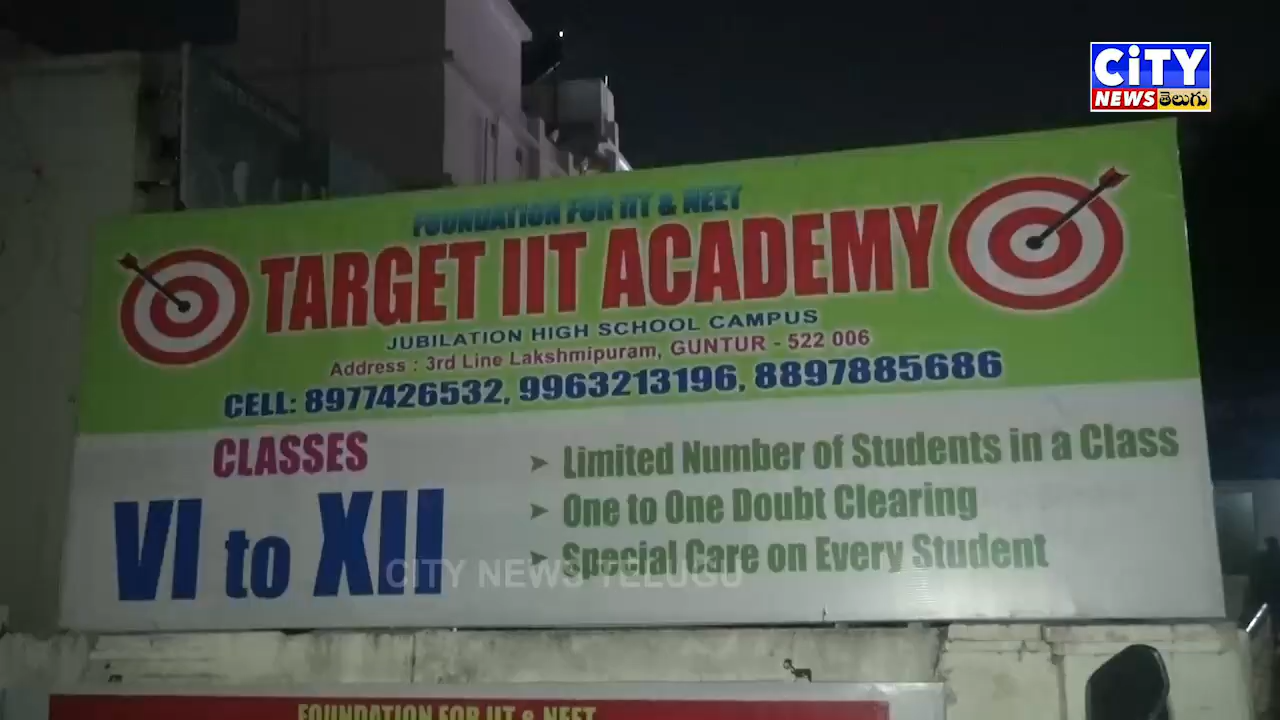 CiTY
NEWS తెలుగు
FOUNDATION FOR IIT & NEET
TARGET IIT ACADEMY
JUBILATION HIGH SCHOOL CAMPUS
Address : 3rd Line Lakshmipuram, GUNTUR - 522 006
CELL: 8977426532, 9963213196, 8897885686
CLASSES
VI to XII
➤ Limited Number of Students in a Class
➤ One to One Doubt Clearing
➤ Special Care on Every Student
CITY NEWS TELUGU
FOUNDATION FOR IIT & NEET